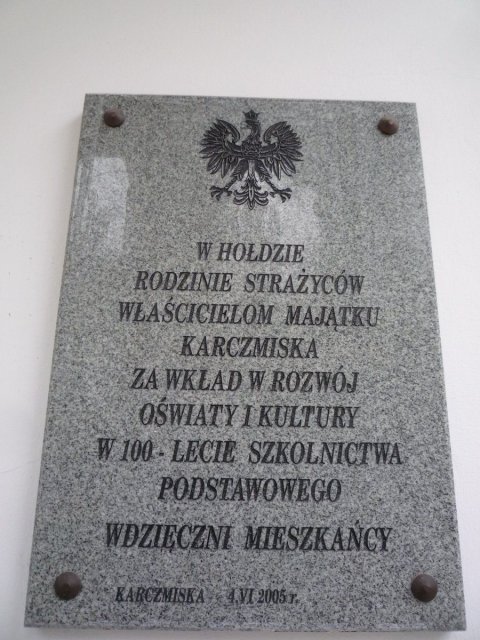 W HOŁDZIE
RODZINIE STRAŻYCÓW
WŁAŚCICIELOM MAJĄTKU
KARCZMISKA
ZA WKŁAD W ROZWÓJ
OŚWIATY I KULTURY
W 100 - LECIE SZKOLNICTWA
PODSTAWOWEGO
WDZIĘCZNI MIESZKAŃCY
KARCZMISKA 4.VI 2005 r.